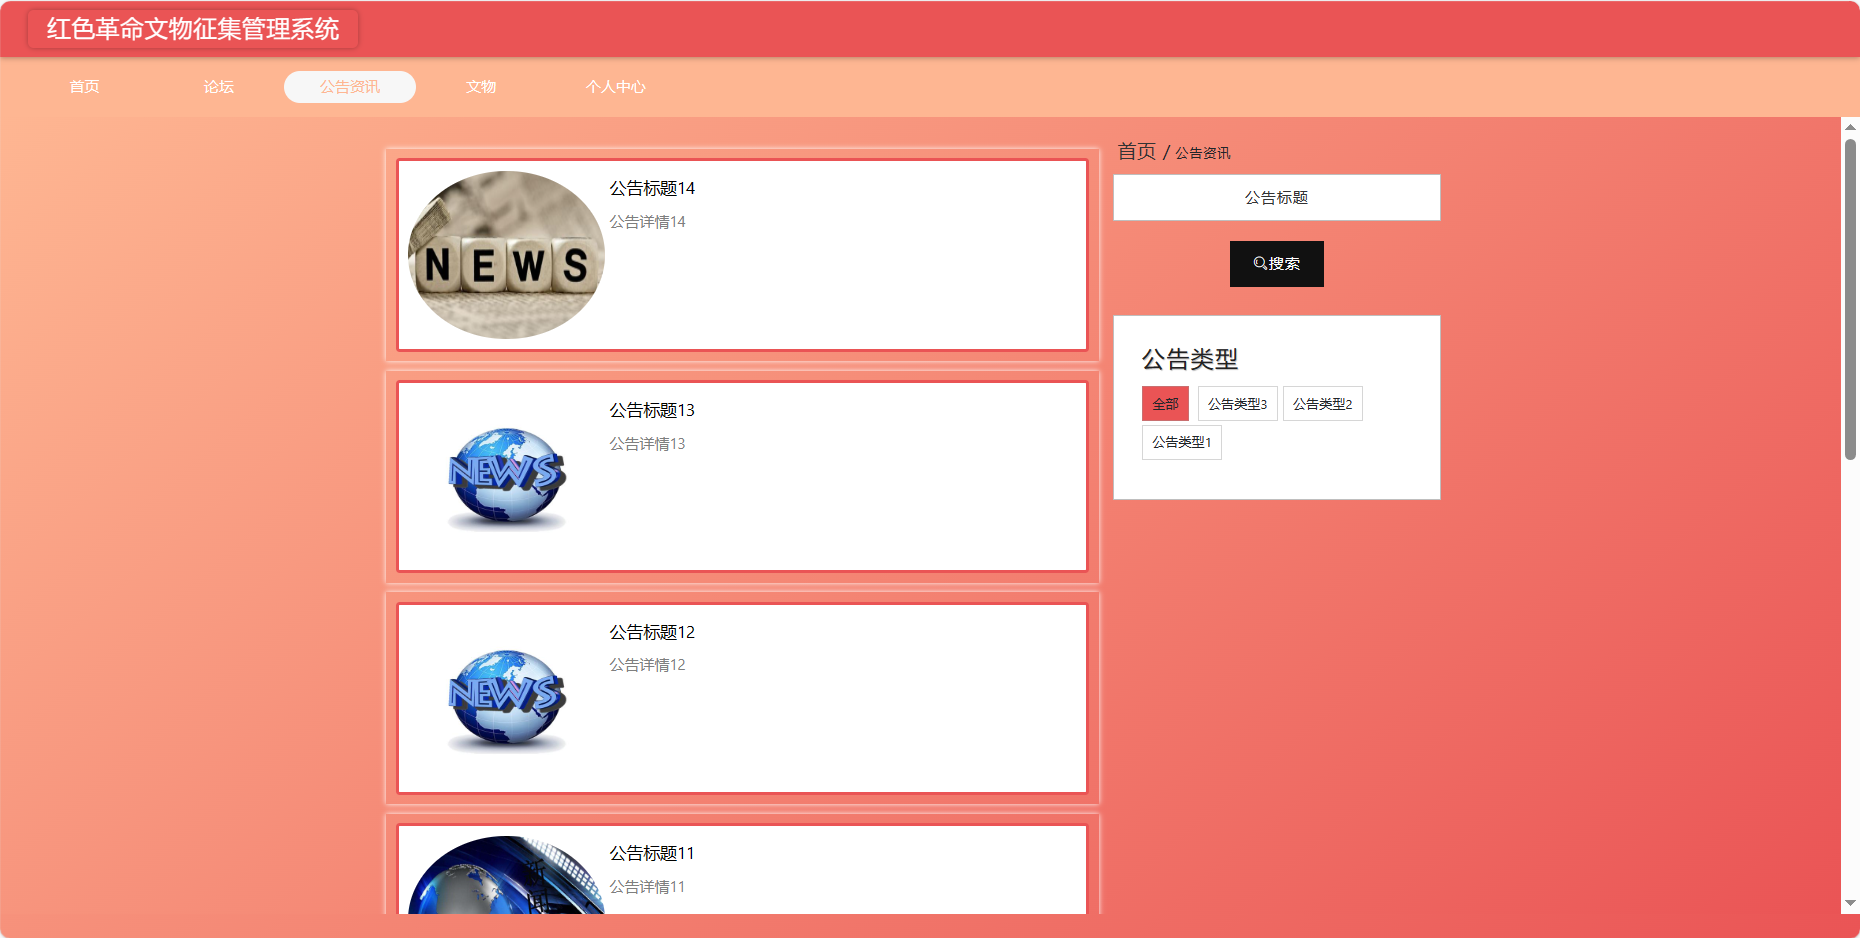 红色革命文物征集管理系统
首页 论坛 公告资讯 文物 个人中心
NEWS
公告标题14
公告详情14
NEWS
公告标题13
公告详情13
NEWS
公告标题12
公告详情12
新闻
公告标题11
公告详情11
首页 / 公告资讯
公告标题
搜索
公告类型
全部 公告类型3 公告类型2
公告类型1